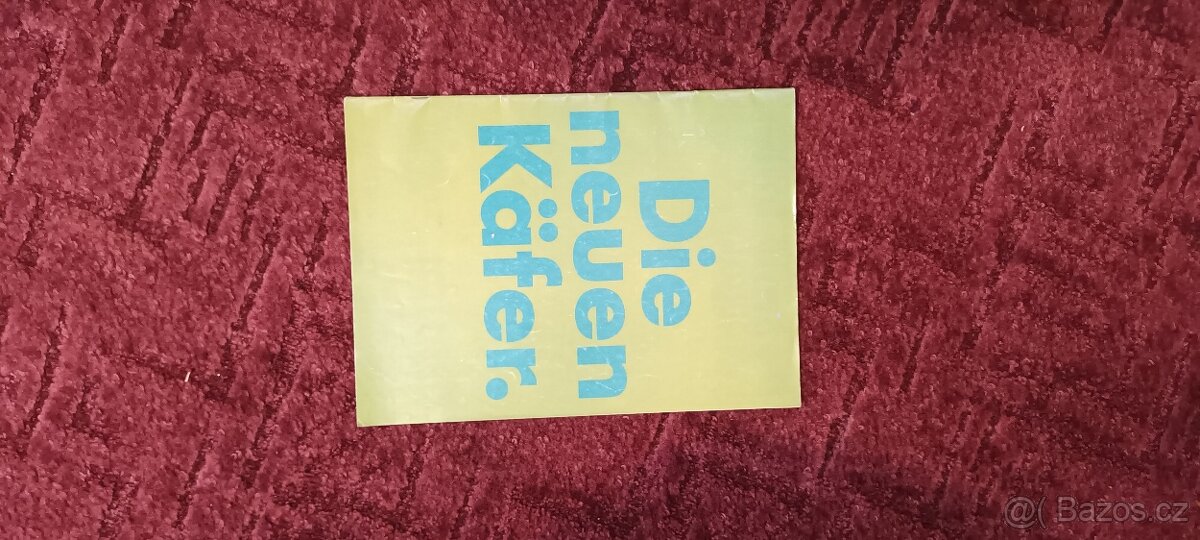 Die
neuen
Käfer.
@( Bazos.cz